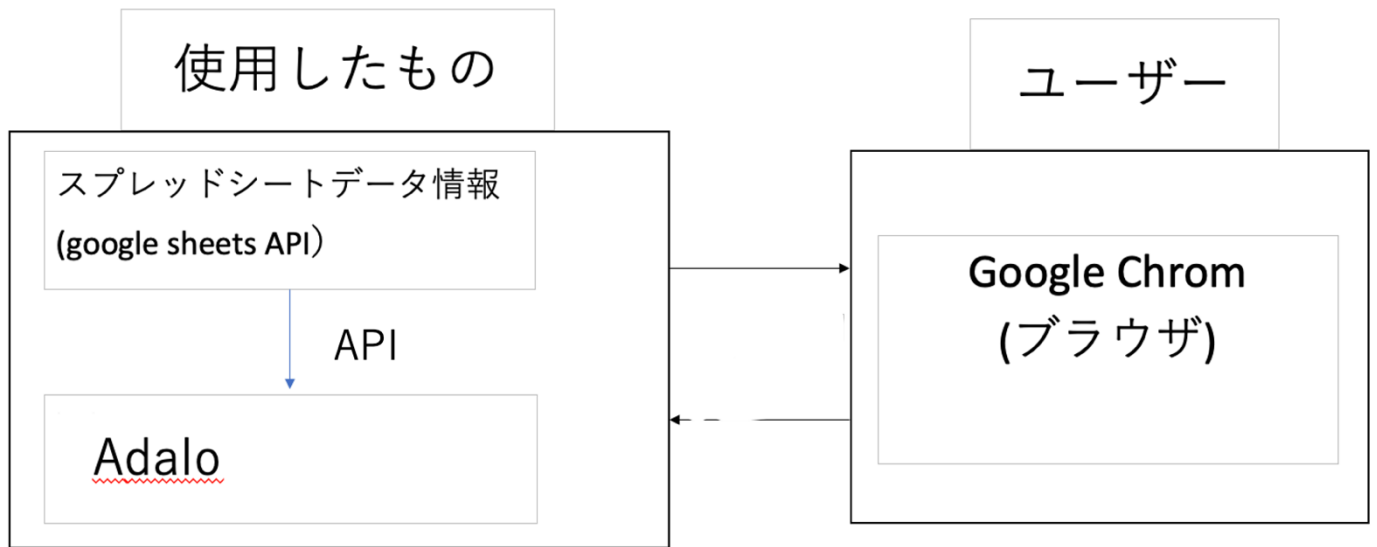 使用したもの
ユーザー
スプレッドシートデータ情報
(google sheets API）
API
Adalo
Google Chrom
(ブラウザ)